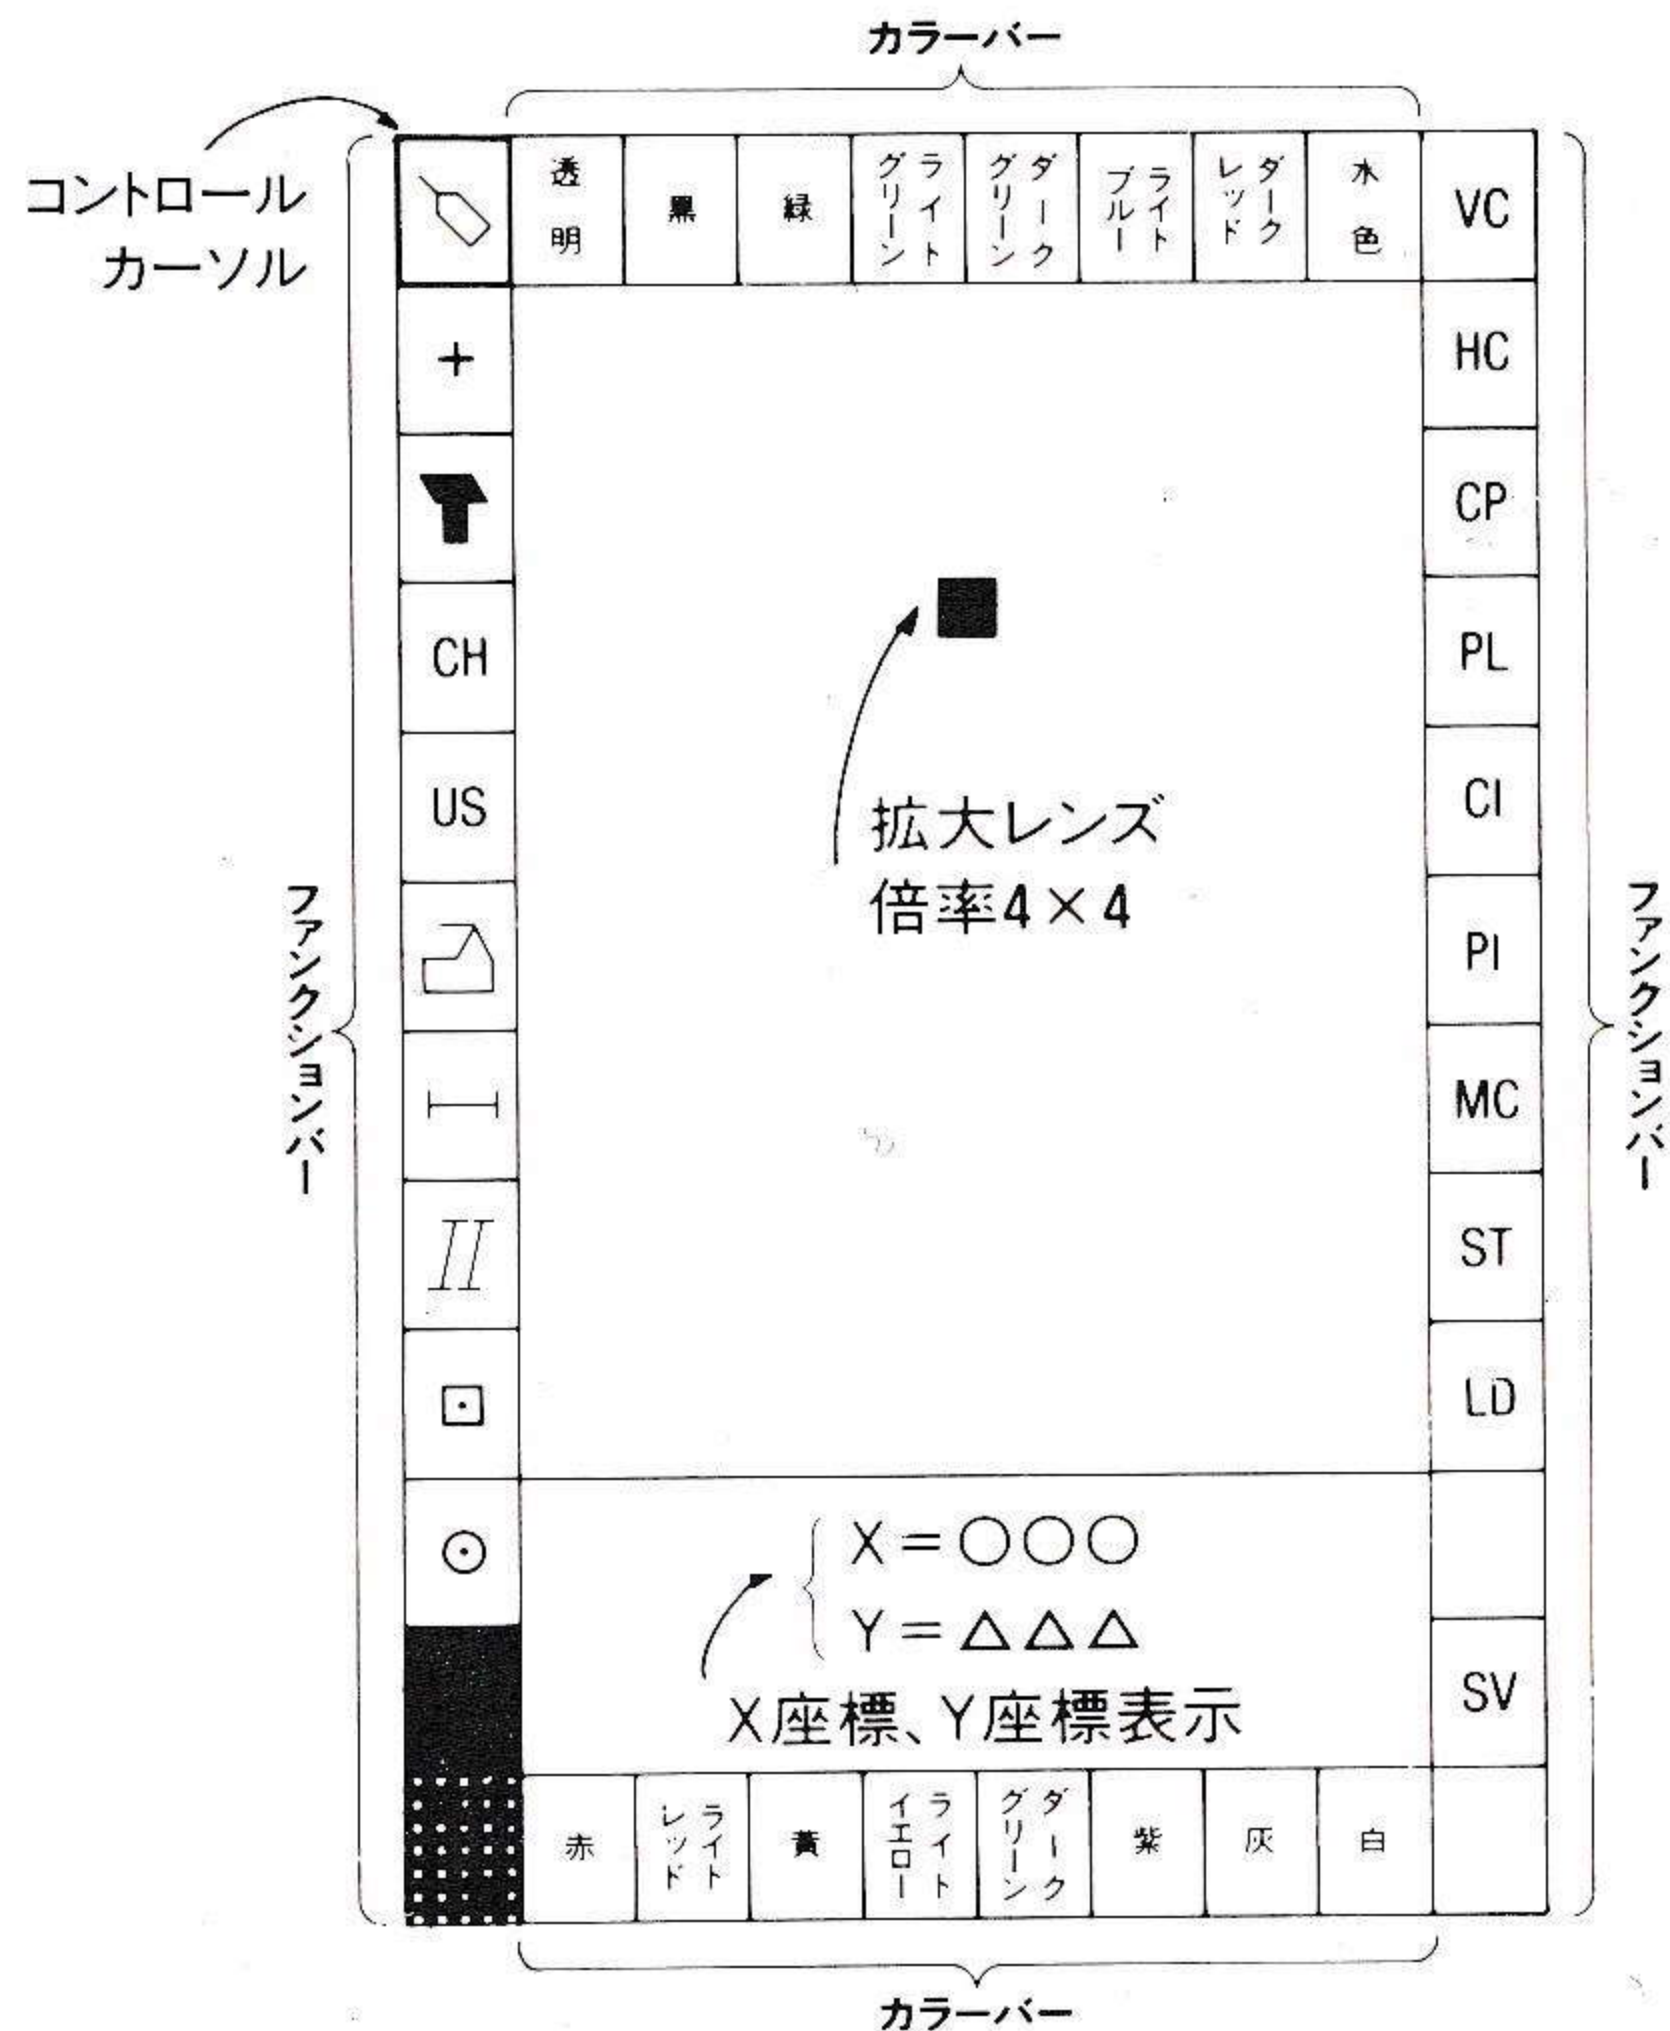 カラーバー
コントロール
カーソル
透明
黒
緑
ライト
グリーン
ダーク
グリーン
ライト
ブルー
ダーク
レッド
水色
VC
+
HC
CP
CH
PL
US
CI
拡大レンズ
倍率4×4
ファンクションバー
ファンクションバー
PI
MC
ST
LD
X=○○○
Y=△△△
X座標、Y座標表示
SV
赤
ライト
レッド
黄
ライト
イエロー
ダーク
グリーン
紫
灰
白
カラーバー